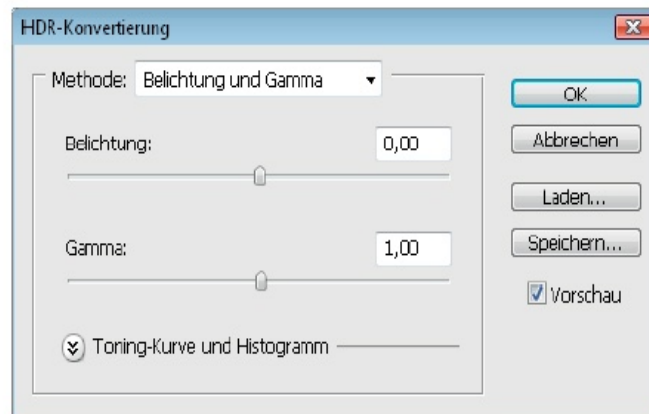 HDR-Konvertierung
Methode: Belichtung und Gamma
OK
Belichtung: 0,00
Abbrechen
Laden...
Gamma: 1,00
Speichern...
Vorschau
Toning-Kurve und Histogramm